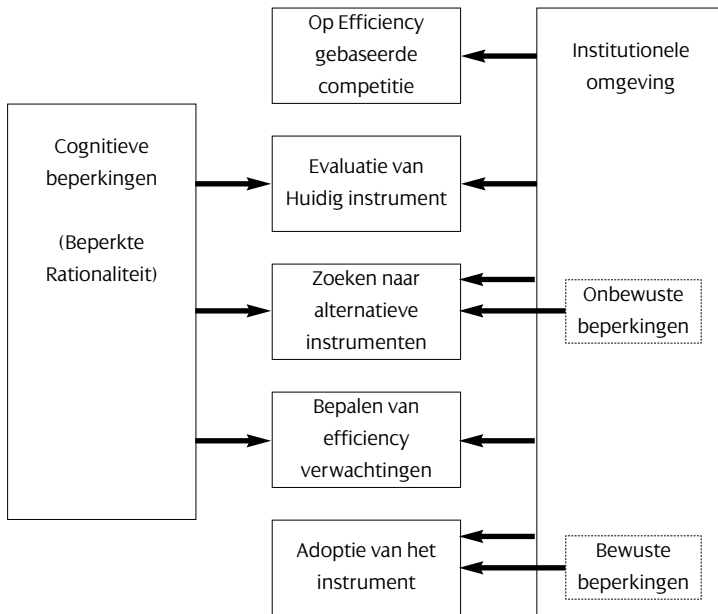 Op Efficiency
gebaseerde
competitie
Institutionele
omgeving
Cognitieve
beperkingen
(Beperkte
Rationaliteit)
Evaluatie van
Huidig instrument
Zoeken naar
alternatieve
instrumenten
Onbewuste
beperkingen
Bepalen van
efficiency
verwachtingen
Adoptie van het
instrument
Bewuste
beperkingen